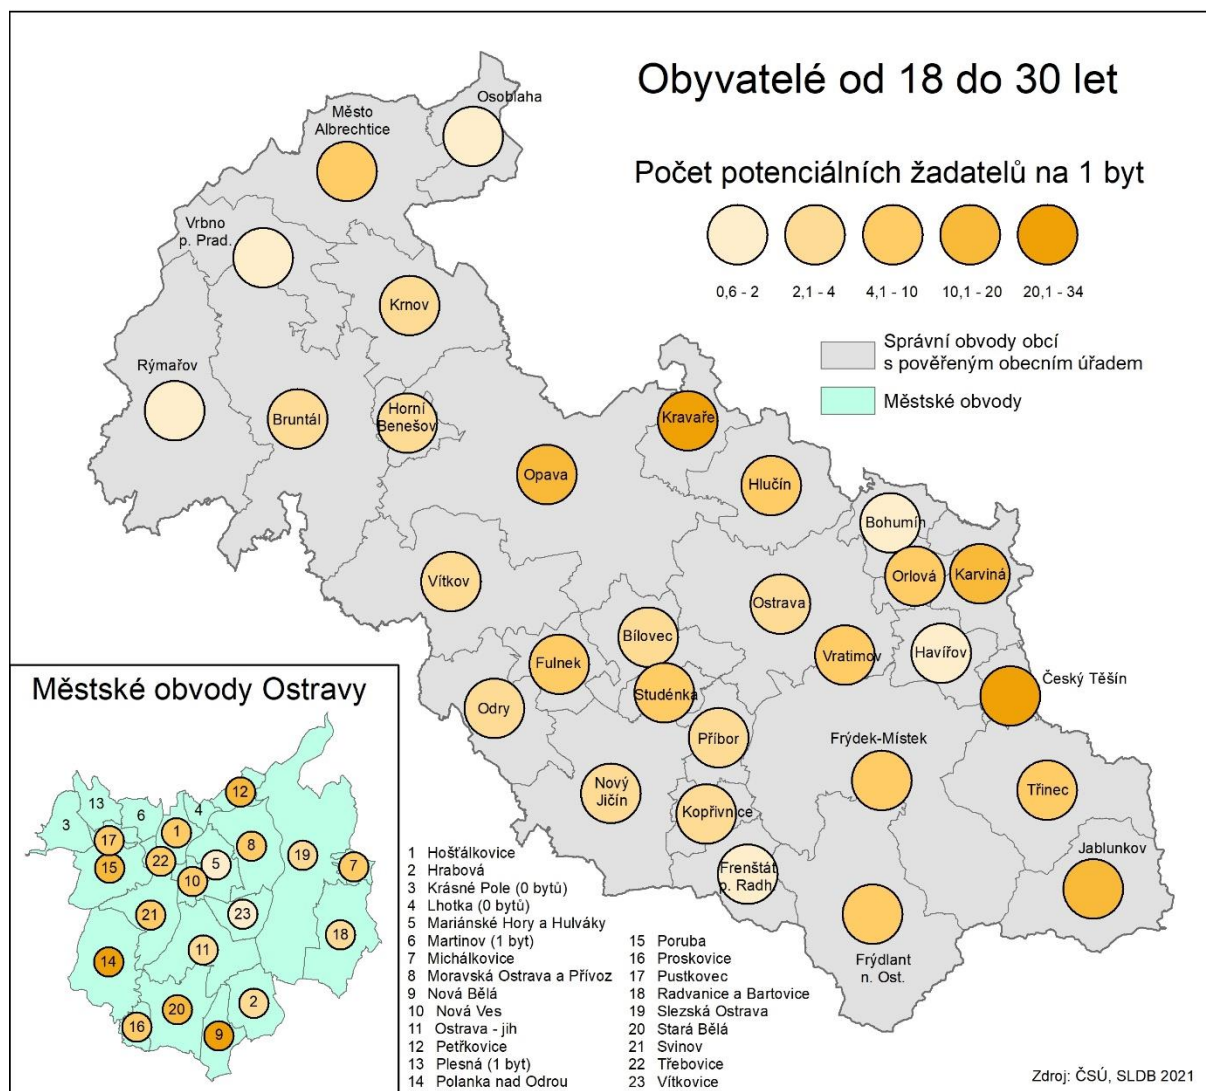 Obyvatelé od 18 do 30 let
Počet potenciálních žadatelů na 1 byt
0,6 - 2
2,1 - 4
4,1 - 10
10,1 - 20
20,1 - 34
Správní obvody obcí
s pověřeným obecním úřadem
Městské obvody
Osoblaha
Město
Albrechtice
Vrbno
p. Prad.
Krnov
Rýmařov
Bruntál
Horní
Benešov
Kravaře
Opava
Hlučín
Bohumín
Orlová
Karviná
Vítkov
Ostrava
Bílovec
Vratimov
Havířov
Fulnek
Studénka
Český Těšín
Odry
Příbor
Frýdek-Místek
Nový
Jičín
Kopřivnice
Třinec
Frenštát
p. Radh.
Jablunkov
Frýdlant
n. Ost.
Městské obvody Ostravy
12
13
6
4
3
1
17
8
22
5
19
7
15
10
21
23
18
11
14
2
20
16
9
1 Hošťálkovice
2 Hrabová
3 Krásné Pole (0 bytů)
4 Lhotka (0 bytů)
5 Mariánské Hory a Hulváky
6 Martinov (1 byt)
7 Michálkovice
8 Moravská Ostrava a Přívoz
9 Nová Bělá
10 Nová Ves
11 Ostrava - jih
12 Petřkovice
13 Plesná (1 byt)
14 Polanka nad Odrou
15 Poruba
16 Proskovice
17 Pustkovec
18 Radvanice a Bartovice
19 Slezská Ostrava
20 Stará Bělá
21 Svinov
22 Třebovice
23 Vítkovice
Zdroj: ČSÚ, SLDB 2021